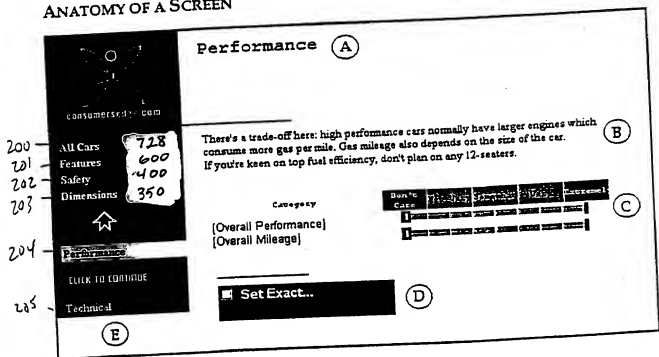 ANATOMY OF A SCREEN
Performance A
consumersedge.com
200 All Cars 728
201 Features 600
202 Safety 400
203 Dimensions 350
There's a trade-off here: high performance cars normally have larger engines which
consume more gas per mile. Gas mileage also depends on the size of the car.
If you're keen on top fuel efficiency, don't plan on any 12-seaters.
B
Category
Don't Care Extremely
C
[Overall Performance]
[Overall Mileage]
204 Performance
CLICK TO CONTINUE
205 Technical
Set Exact...
D
E